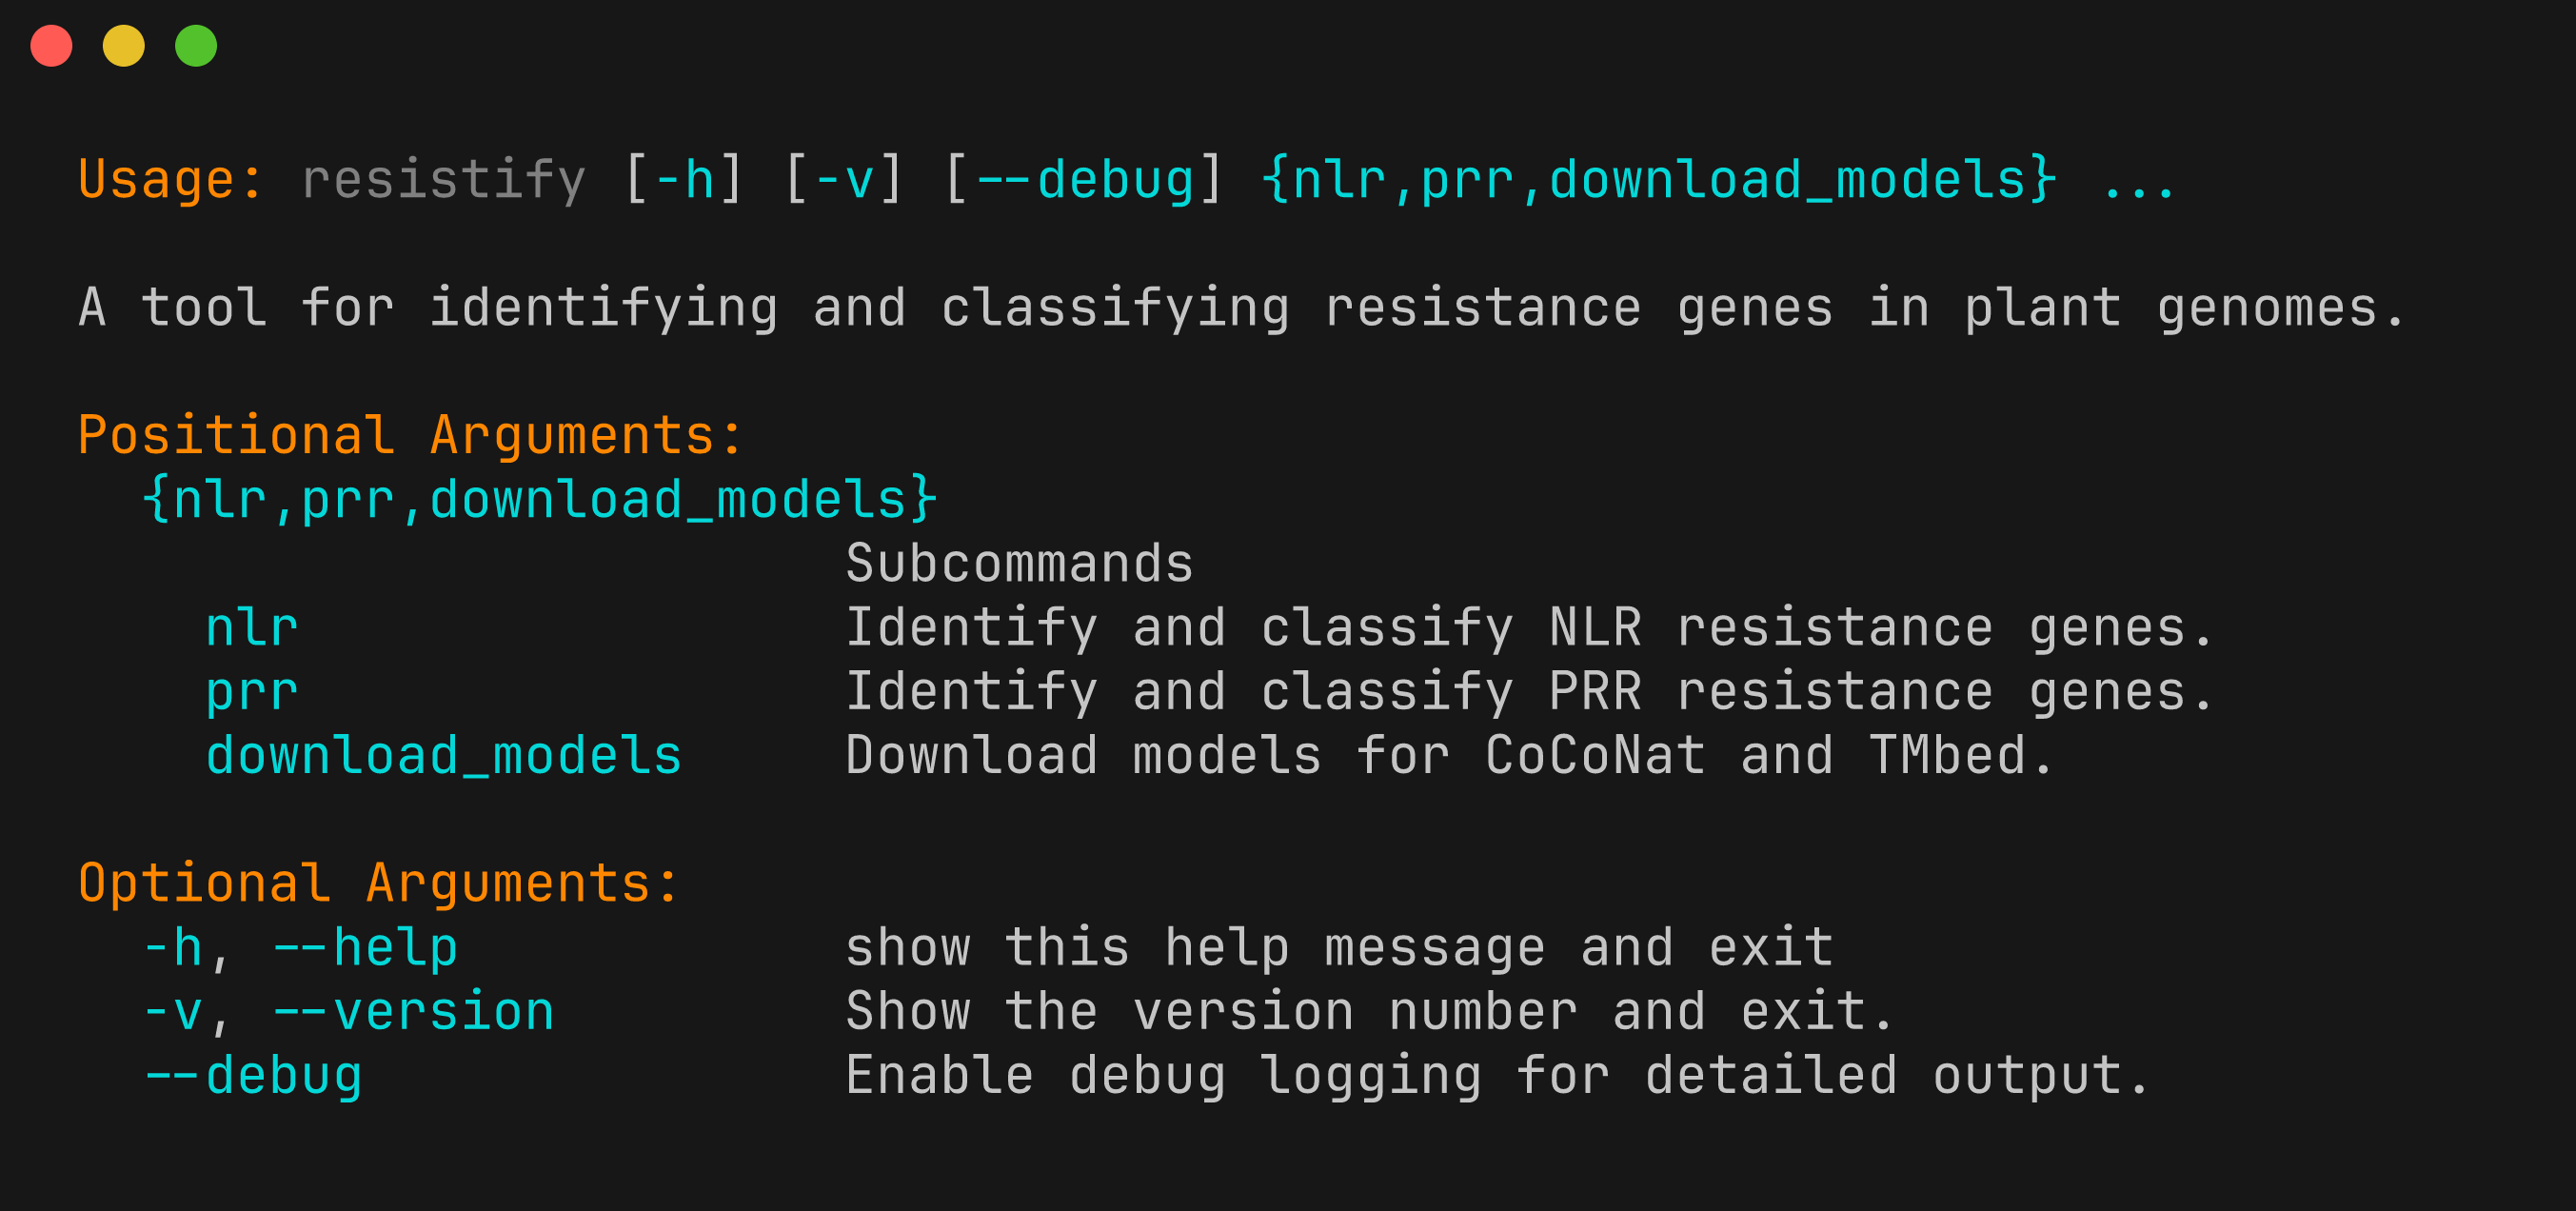 Usage: resistify [-h] [-v] [--debug] {nlr,prr,download_models} ...
A tool for identifying and classifying resistance genes in plant genomes.
Positional Arguments:
{nlr,prr,download_models}
Subcommands
nlr Identify and classify NLR resistance genes.
prr Identify and classify PRR resistance genes.
download_models Download models for CoCoNat and TMbed.
Optional Arguments:
-h, --help show this help message and exit
-v, --version Show the version number and exit.
--debug Enable debug logging for detailed output.